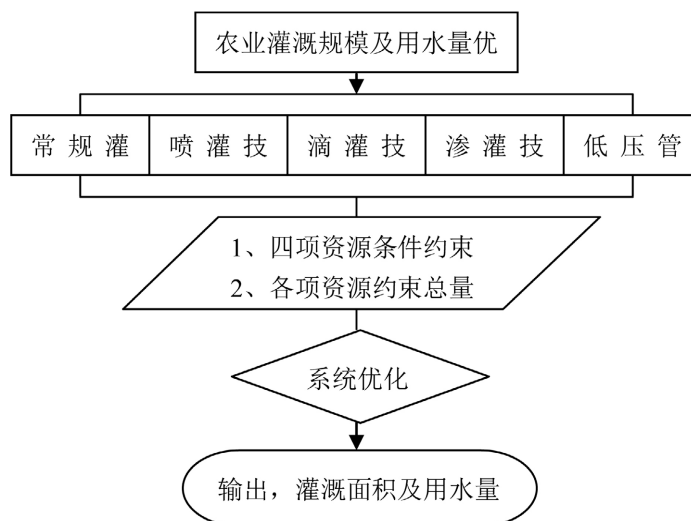 农业灌溉规模及用水量优
常规灌 喷灌技 滴灌技 渗灌技 低压管
1、四项资源条件约束
2、各项资源约束总量
系统优化
输出，灌溉面积及用水量